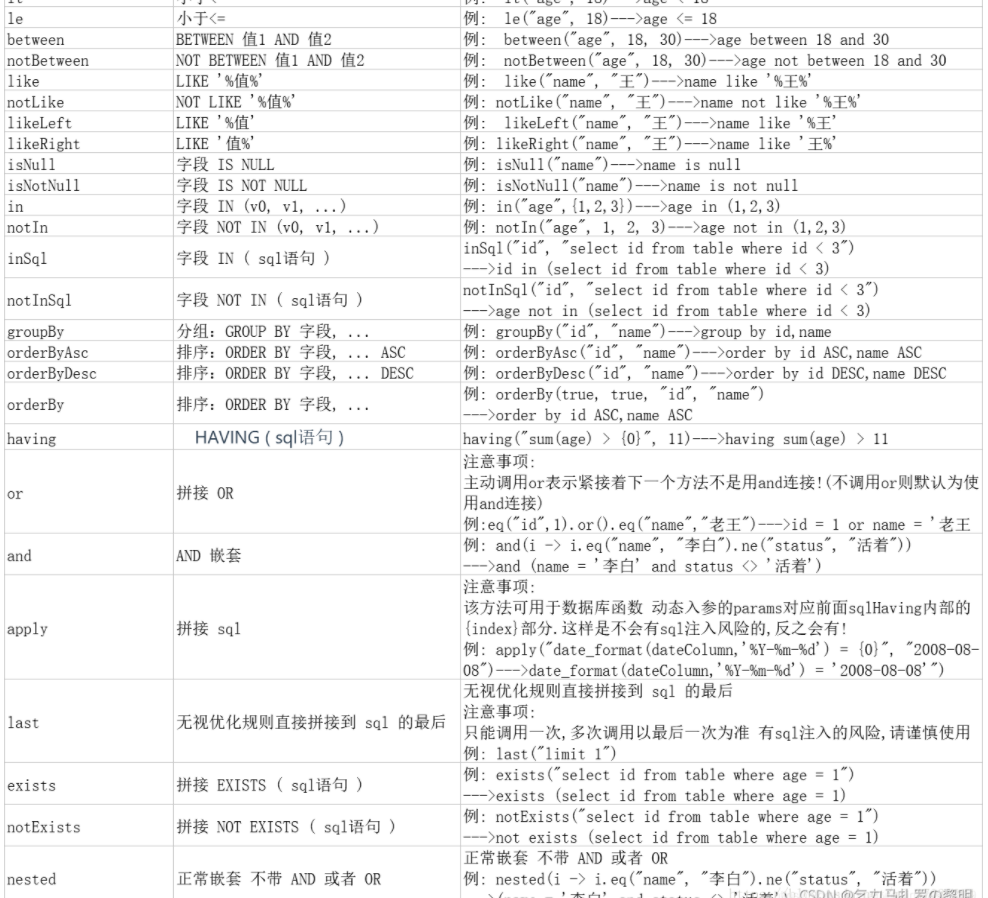 le 小于<= 例: le("age", 18)--->age <= 18
between BETWEEN 值1 AND 值2 例: between("age", 18, 30)--->age between 18 and 30
notBetween NOT BETWEEN 值1 AND 值2 例: notBetween("age", 18, 30)--->age not between 18 and 30
like LIKE '%值%' 例: like("name", "王")--->name like '%王%'
notLike NOT LIKE '%值%' 例: notLike("name", "王")--->name not like '%王%'
likeLeft LIKE '%值' 例: likeLeft("name", "王")--->name like '%王'
likeRight LIKE '值%' 例: likeRight("name", "王")--->name like '王%'
isNull 字段 IS NULL 例: isNull("name")--->name is null
isNotNull 字段 IS NOT NULL 例: isNotNull("name")--->name is not null
in 字段 IN (v0, v1, ...) 例: in("age",{1,2,3})--->age in (1,2,3)
notIn 字段 NOT IN (v0, v1, ...) 例: notIn("age", 1, 2, 3)--->age not in (1,2,3)
inSql 字段 IN ( sql语句 ) inSql("id", "select id from table where id < 3")
--->id in (select id from table where id < 3)
notInSql 字段 NOT IN ( sql语句 ) notInSql("id", "select id from table where id < 3")
--->age not in (select id from table where id < 3)
groupBy 分组: GROUP BY 字段, ... 例: groupBy("id", "name")--->group by id,name
orderByAsc 排序: ORDER BY 字段, ... ASC 例: orderByAsc("id", "name")--->order by id ASC,name ASC
orderByDesc 排序: ORDER BY 字段, ... DESC 例: orderByDesc("id", "name")--->order by id DESC,name DESC
orderBy 排序: ORDER BY 字段, ... 例: orderBy(true, true, "id", "name")
--->order by id ASC,name ASC
having HAVING ( sql语句 ) having("sum(age) > {0}", 11)--->having sum(age) > 11
or 拼接 OR 注意事项:
主动调用or表示紧接着下一个方法不是用and连接!(不调用or则默认为使
用and连接)
例:eq("id",1).or().eq("name","老王")--->id = 1 or name = '老王
and AND 嵌套 例: and(i -> i.eq("name", "李白").ne("status", "活着"))
--->and (name = '李白' and status <> '活着')
apply 拼接 sql 注意事项:
该方法可用于数据库函数 动态入参的params对应前面sqlHaving内部的
{index}部分.这样是不会有sql注入风险的,反之会有!
例: apply("date_format(dateColumn,'%Y-%m-%d') = {0}", "2008-08-
08")--->date_format(dateColumn,'%Y-%m-%d') = '2008-08-08'")
last 无视优化规则直接拼接到 sql 的最后 无视优化规则直接拼接到 sql 的最后
注意事项:
只能调用一次,多次调用以最后一次为准 有sql注入的风险,请谨慎使用
例: last("limit 1")
exists 拼接 EXISTS ( sql语句 ) 例: exists("select id from table where age = 1")
--->exists (select id from table where age = 1)
notExists 拼接 NOT EXISTS ( sql语句 ) 例: notExists("select id from table where age = 1")
--->not exists (select id from table where age = 1)
nested 正常嵌套 不带 AND 或者 OR 正常嵌套 不带 AND 或者 OR
例: nested(i -> i.eq("name", "李白").ne("status", "活着"))
CSDN @乞力马扎罗の黎明